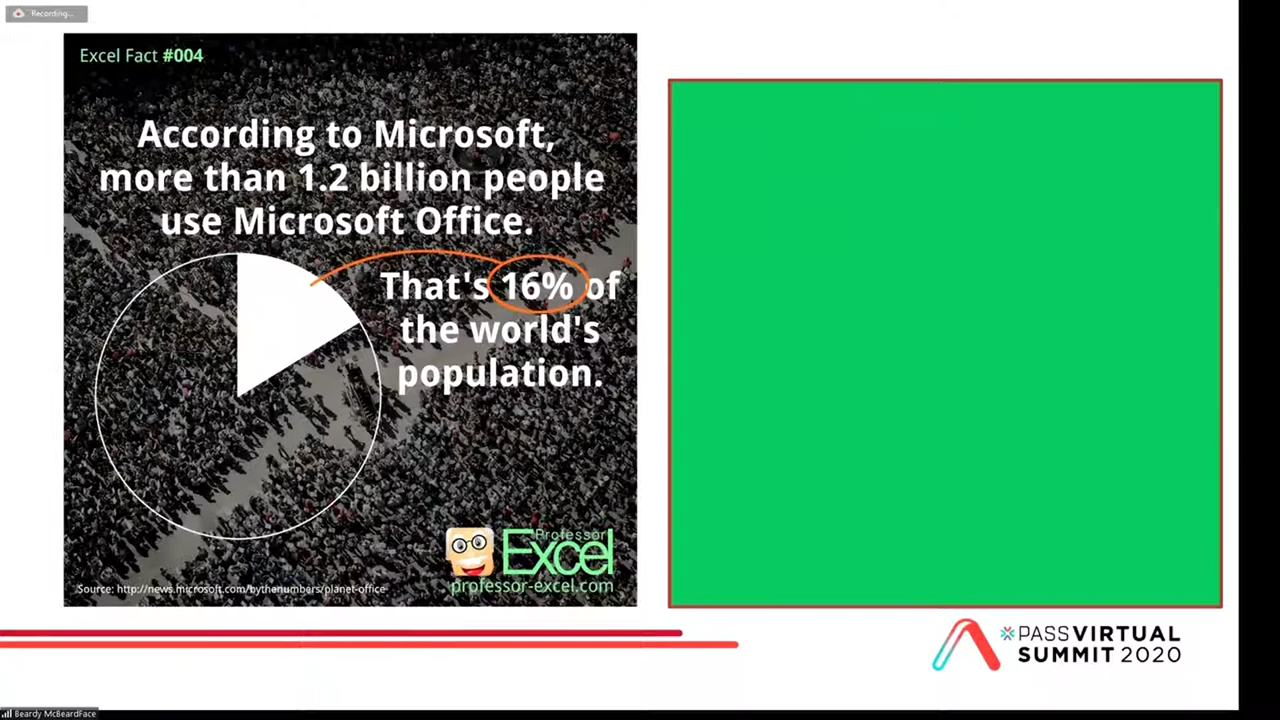 Recording...
Excel Fact #004
According to Microsoft,
more than 1.2 billion people
use Microsoft Office.
That's 16% of
the world's
population.
Professor
Excel
professor-excel.com
Source: http://news.microsoft.com/bythenumbers/planet-office
PASSVIRTUAL
SUMMIT 2020
Beardy McBeardFace